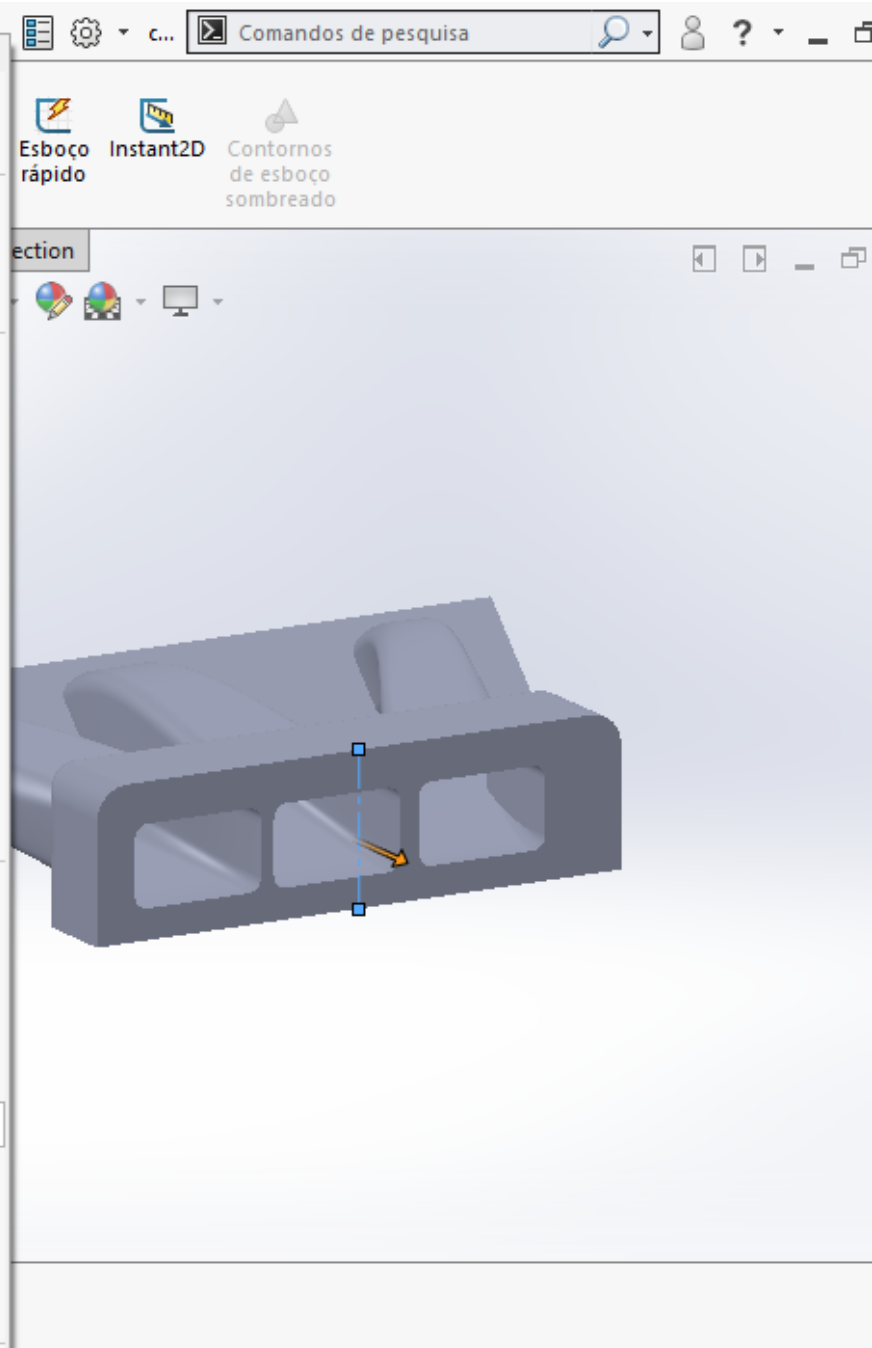 c...
Comandos de pesquisa
?
Esboço
rápido
Instant2D
Contornos
de esboço
sombreado
ection